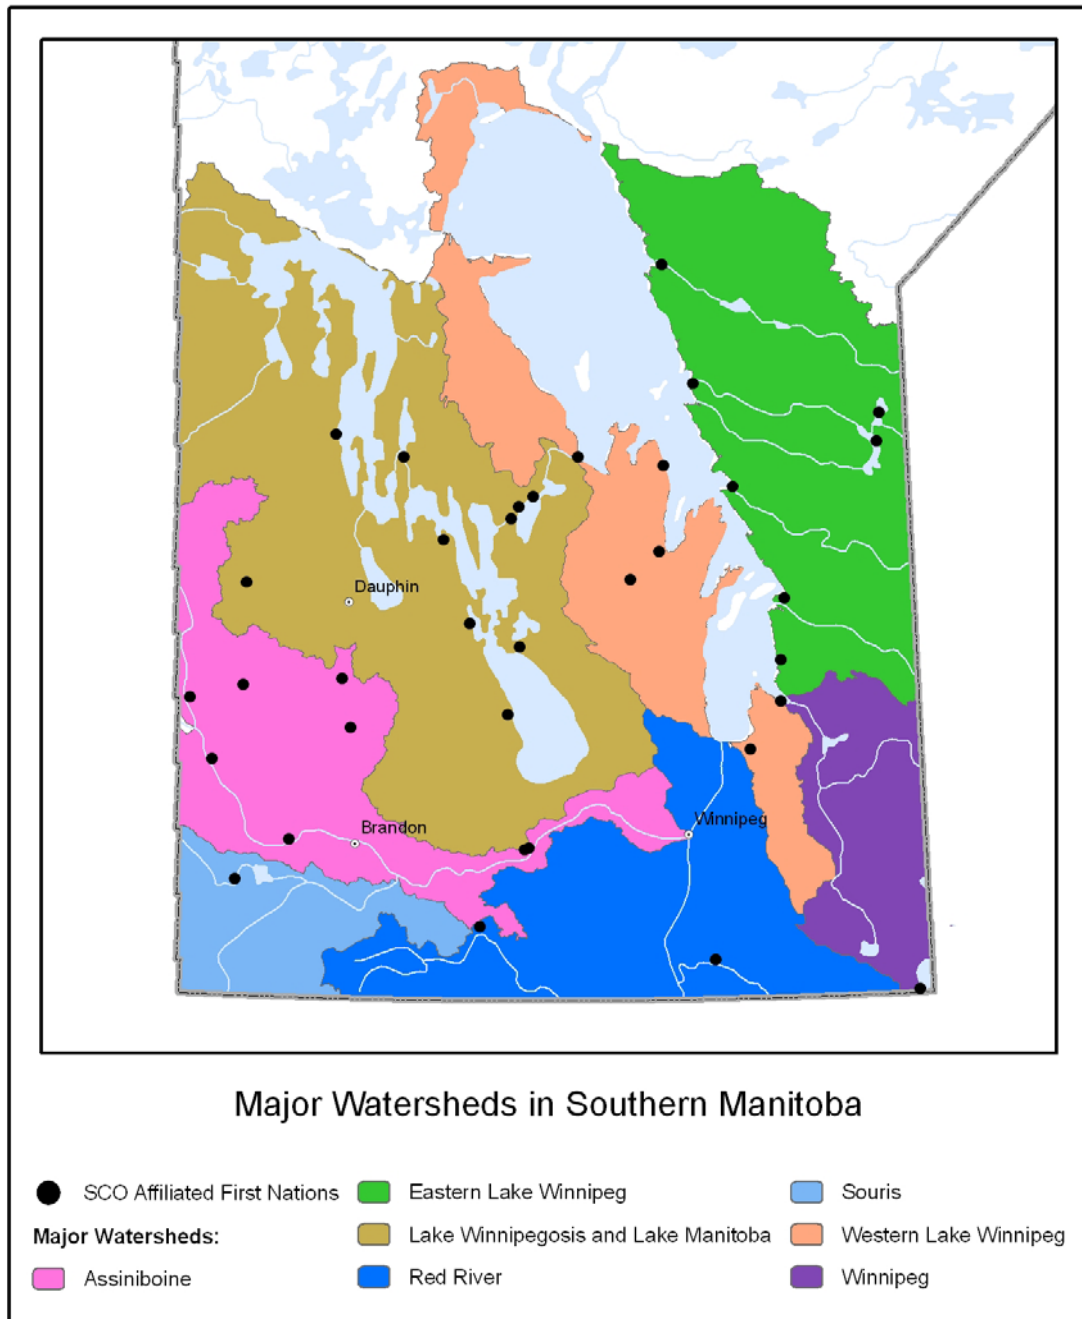 Dauphin
Brandon
Winnipeg
Major Watersheds in Southern Manitoba
SCO Affiliated First Nations
Eastern Lake Winnipeg
Souris
Major Watersheds:
Lake Winnipegosis and Lake Manitoba
Western Lake Winnipeg
Assiniboine
Red River
Winnipeg